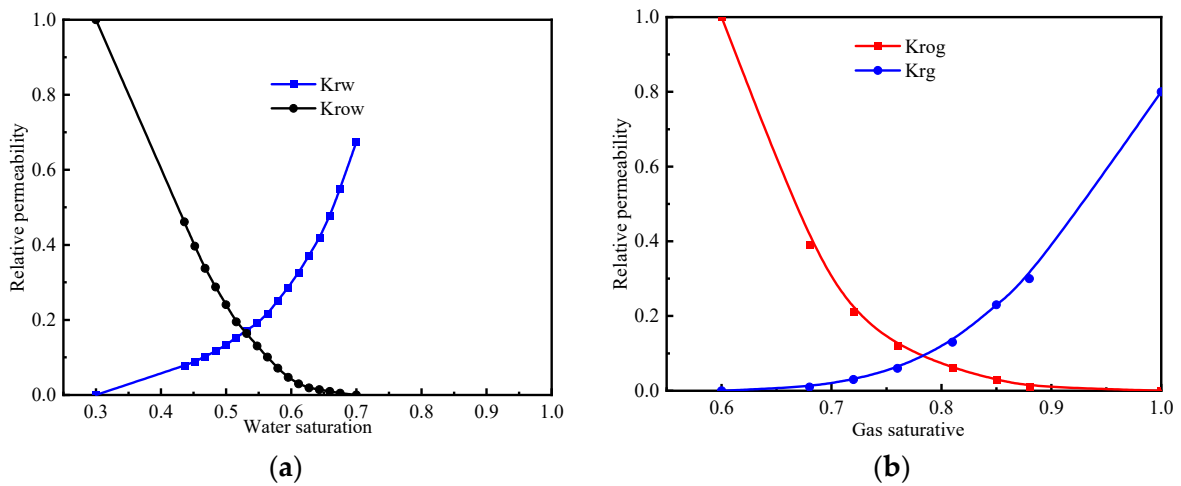 1.0
0.8
0.6
0.4
0.2
0.0
Relative permeability
Krw
Krow
0.3 0.4 0.5 0.6 0.7 0.8 0.9 1.0
Water saturation
(a)
1.0
0.8
0.6
0.4
0.2
0.0
Relative permeability
Krog
Krg
0.6 0.7 0.8 0.9 1.0
Gas saturative
(b)